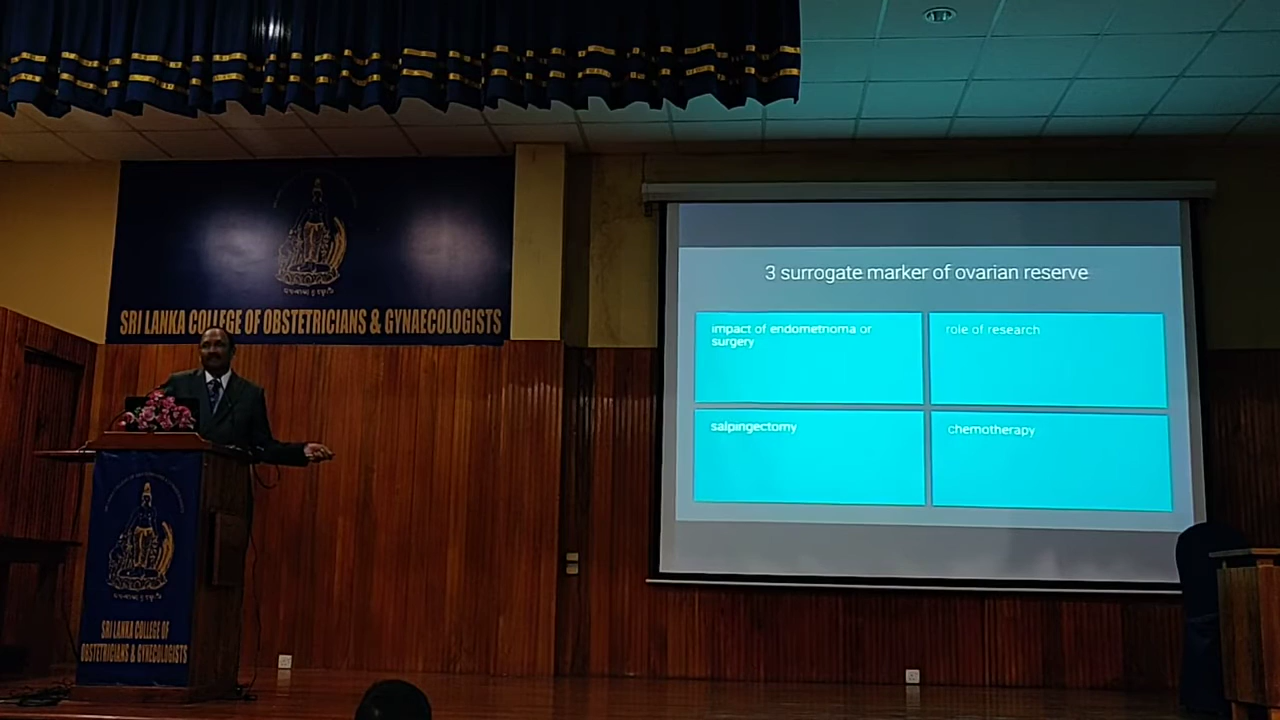 SRI LANKA COLLEGE OF OBSTETRICIANS & GYNAECOLOGISTS
3 surrogate marker of ovarian reserve
impact of endometrioma or
surgery
role of research
salpingectomy
chemotherapy
SRI LANKA COLLEGE OF
OBSTETRICIANS & GYNECOLOGISTS